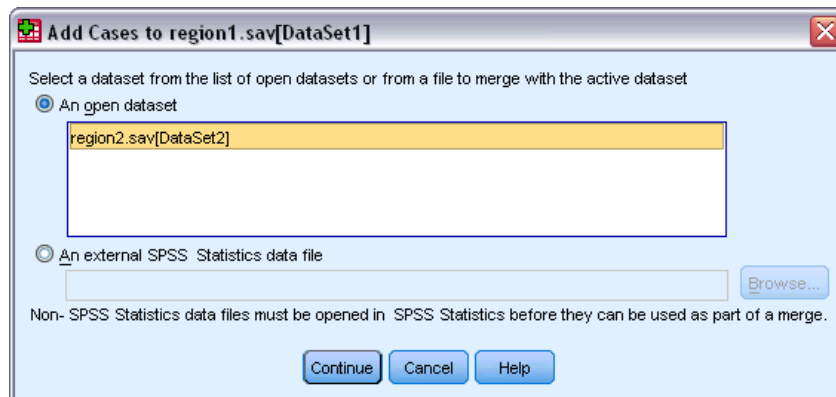 Add Cases to region1.sav[DataSet1]
Select a dataset from the list of open datasets or from a file to merge with the active dataset
An open dataset
region2.sav[DataSet2]
An external SPSS Statistics data file
Browse...
Non- SPSS Statistics data files must be opened in SPSS Statistics before they can be used as part of a merge.
Continue Cancel Help